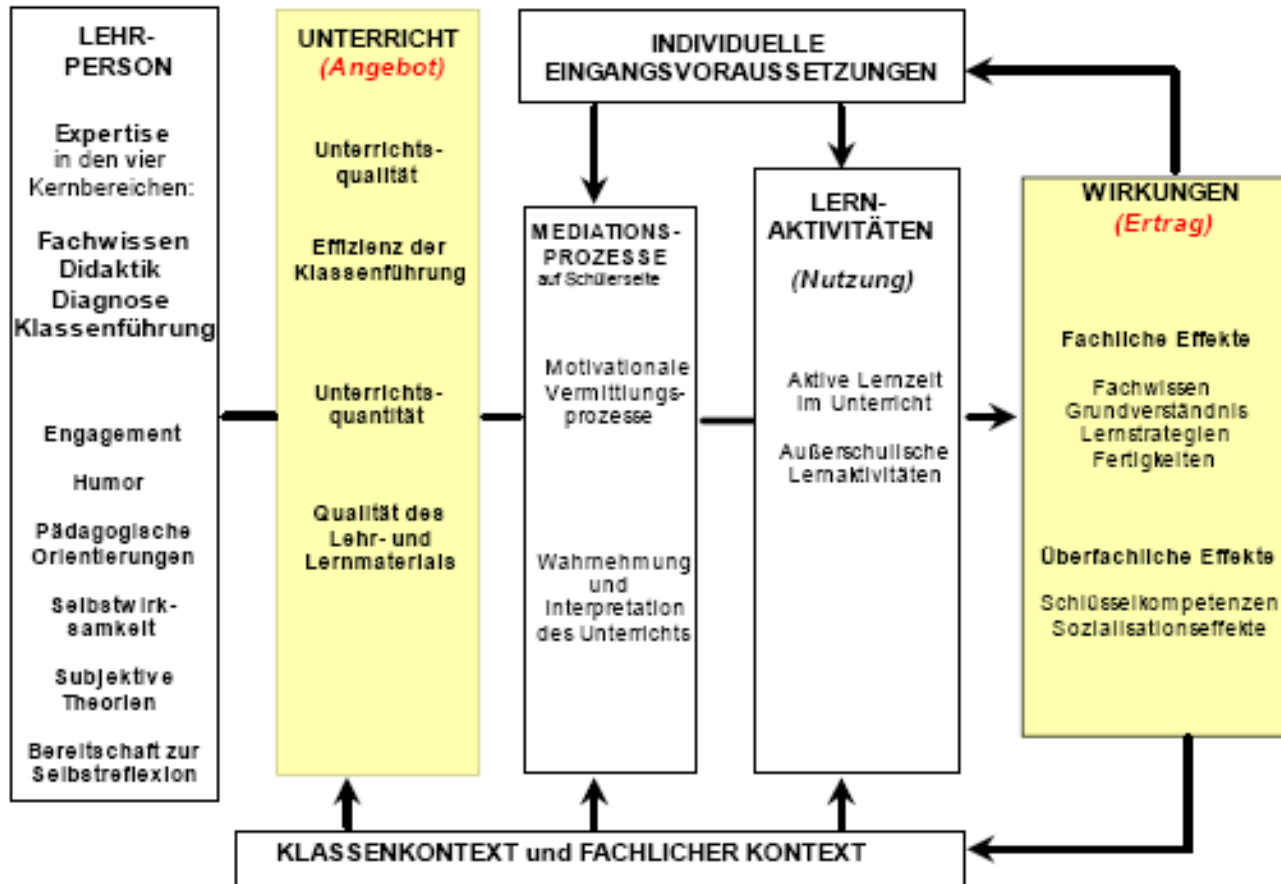 LEHR-
PERSON
Expertise
in den vier
Kernbereichen:
Fachwissen
Didaktik
Diagnose
Klassenführung
Engagement
Humor
Pädagogische
Orientierungen
Selbstwirk-
samkeit
Subjektive
Theorien
Bereitschaft zur
Selbstreflexion
UNTERRICHT
(Angebot)
Unterrichts-
qualität
Effizienz der
Klassenführung
Unterrichts-
quantität
Qualität des
Lehr- und
Lernmaterials
INDIVIDUELLE
EINGANGSVORAUSSETZUNGEN
MEDIATIONS-
PROZESSE
auf Schülerseite
Motivationale
Vermittlungs-
prozesse
Wahrnehmung
und
Interpretation
des Unterrichts
LERN-
AKTIVITÄTEN
(Nutzung)
Aktive Lernzeit
im Unterricht
Außerschulische
Lernaktivitäten
WIRKUNGEN
(Ertrag)
Fachliche Effekte
Fachwissen
Grundverständnis
Lernstrategien
Fertigkeiten
Überfachliche Effekte
Schlüsselkompetenzen
Sozialisationseffekte
KLASSENKONTEXT und FACHLICHER KONTEXT